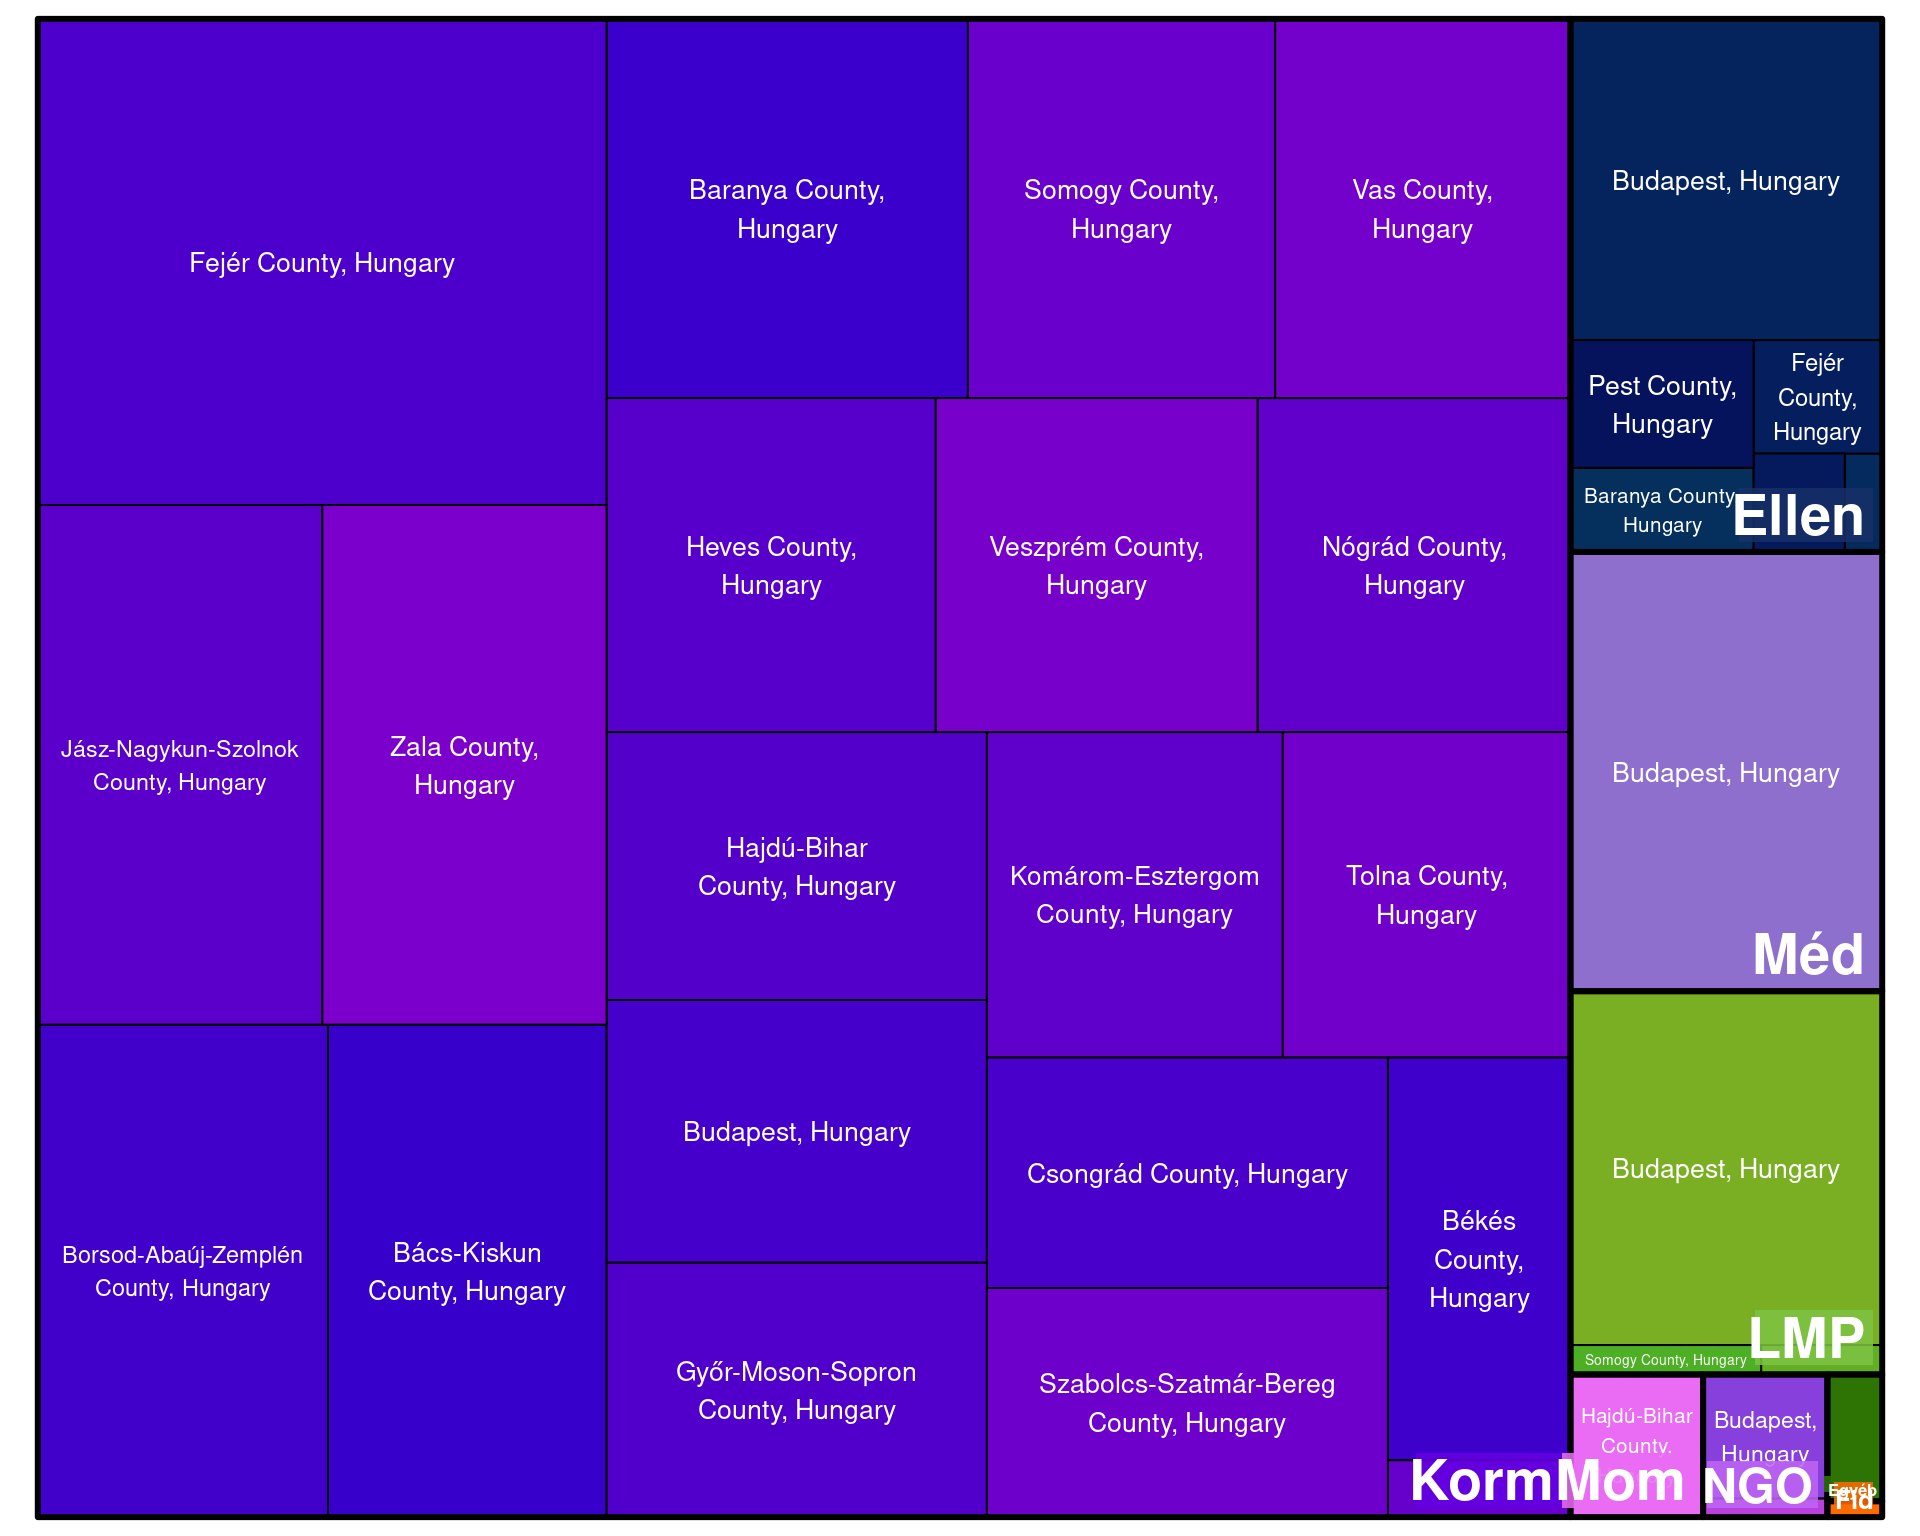 Fejér County, Hungary
Baranya County,
Hungary
Somogy County,
Hungary
Vas County,
Hungary
Jász-Nagykun-Szolnok
County, Hungary
Zala County,
Hungary
Heves County,
Hungary
Veszprém County,
Hungary
Nógrád County,
Hungary
Hajdú-Bihar
County, Hungary
Komárom-Esztergom
County, Hungary
Tolna County,
Hungary
Borsod-Abaúj-Zemplén
County, Hungary
Bács-Kiskun
County, Hungary
Budapest, Hungary
Győr-Moson-Sopron
County, Hungary
Csongrád County, Hungary
Szabolcs-Szatmár-Bereg
County, Hungary
Békés
County,
Hungary
Korm
Budapest, Hungary
Pest County,
Hungary
Fejér
County,
Hungary
Baranya County,
Hungary
Ellen
Budapest, Hungary
Méd
Budapest, Hungary
Somogy County, Hungary
LMP
Hajdú-Bihar
County,
Mom
Budapest,
Hungary
NGO
Egyéb
Fid